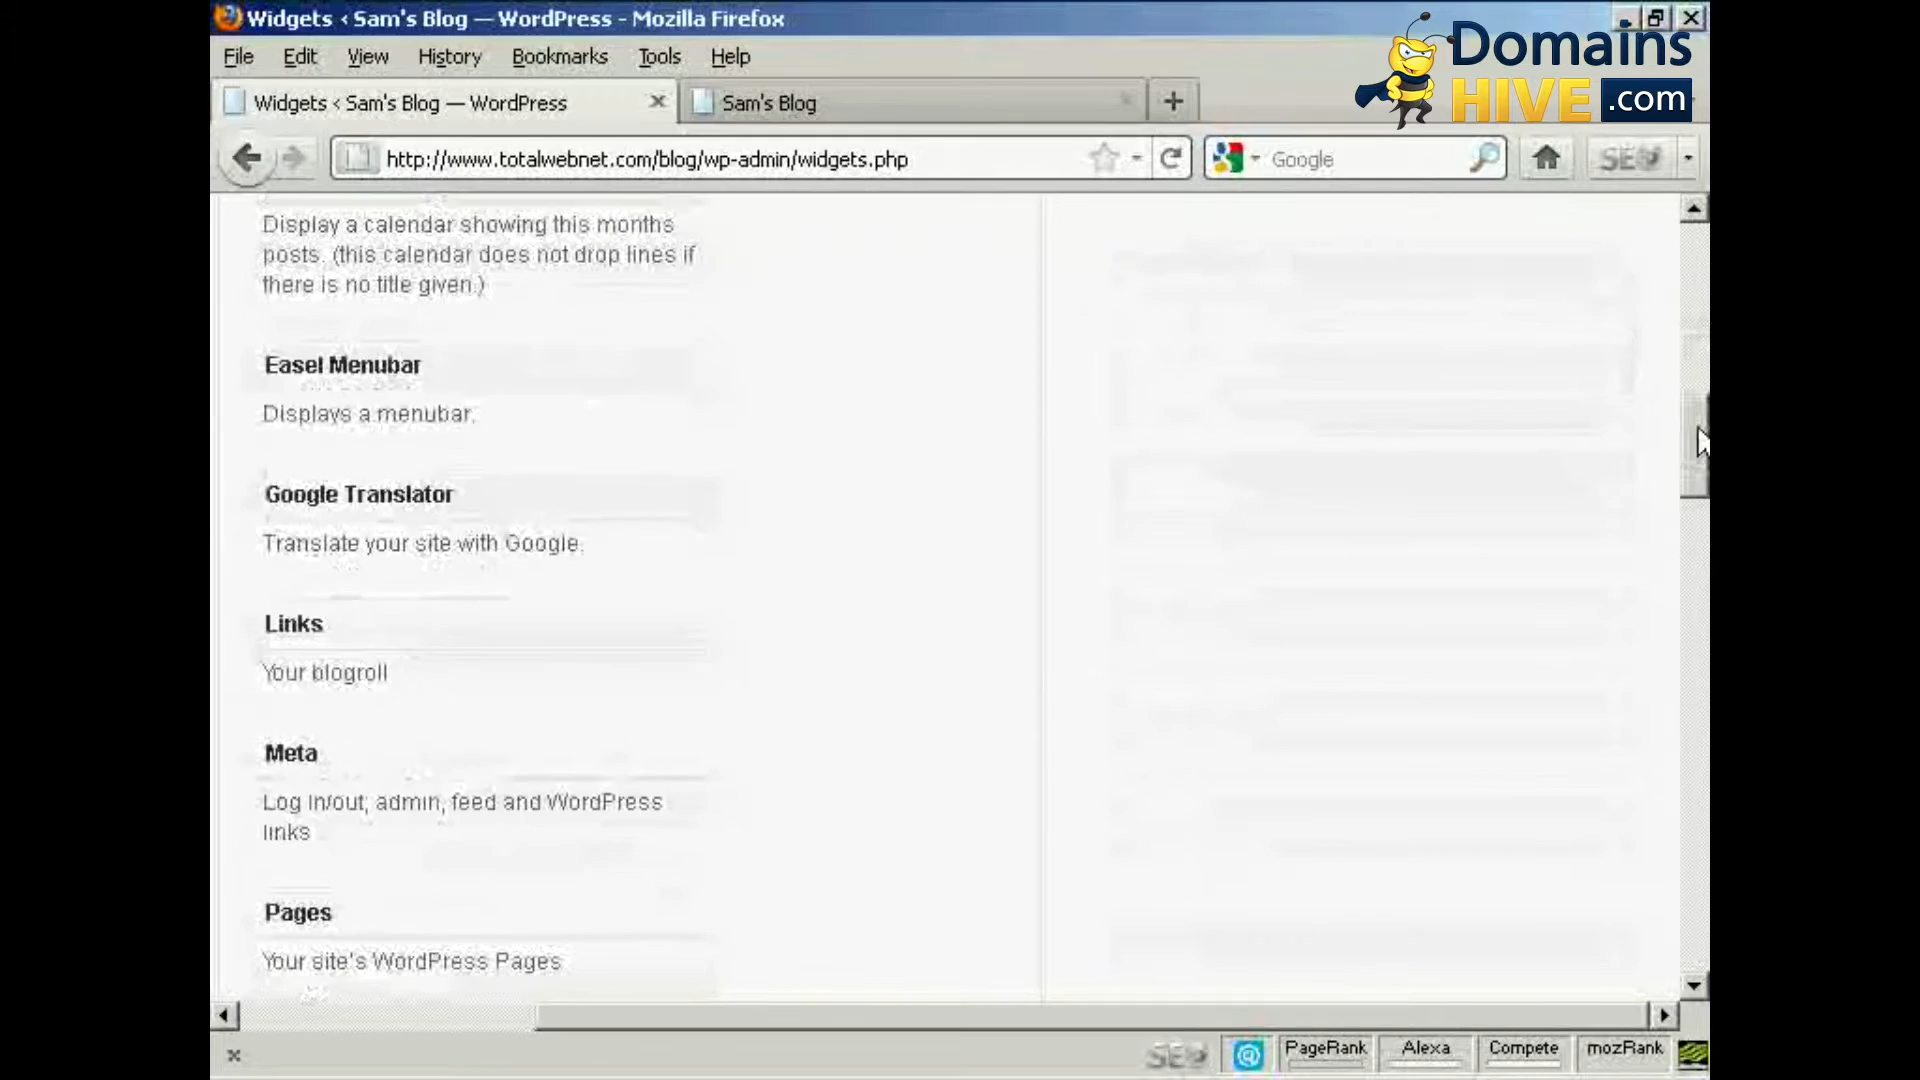 Widgets ‹ Sam's Blog — WordPress - Mozilla Firefox
File Edit View History Bookmarks Tools Help
Domains
HIVE .com
Widgets ‹ Sam's Blog — WordPress
Sam's Blog
http://www.totalwebnet.com/blog/wp-admin/widgets.php
Google
SEO
Display a calendar showing this months
posts. (this calendar does not drop lines if
there is no title given.)
Easel Menubar
Displays a menubar.
Google Translator
Translate your site with Google.
Links
Your blogroll
Meta
Log in/out, admin, feed and WordPress
links
Pages
Your site's WordPress Pages
SEO
PageRank
Alexa
Compete
mozRank